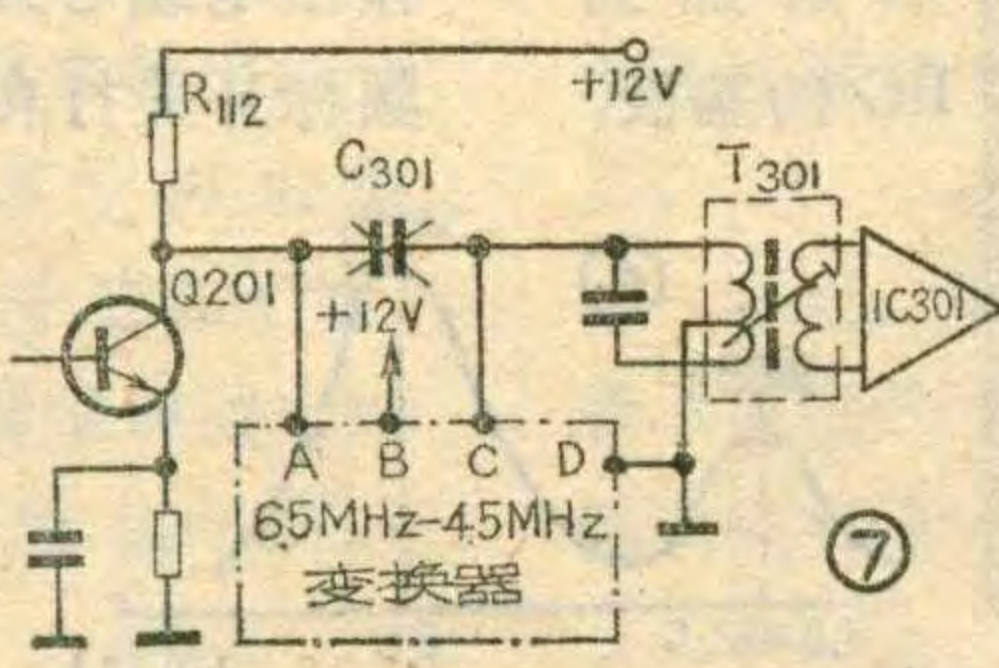 R112
+12V
C301
T301
Q201
+12V
IC301
A B C D
6.5MHz-4.5MHz
变换器
⑦